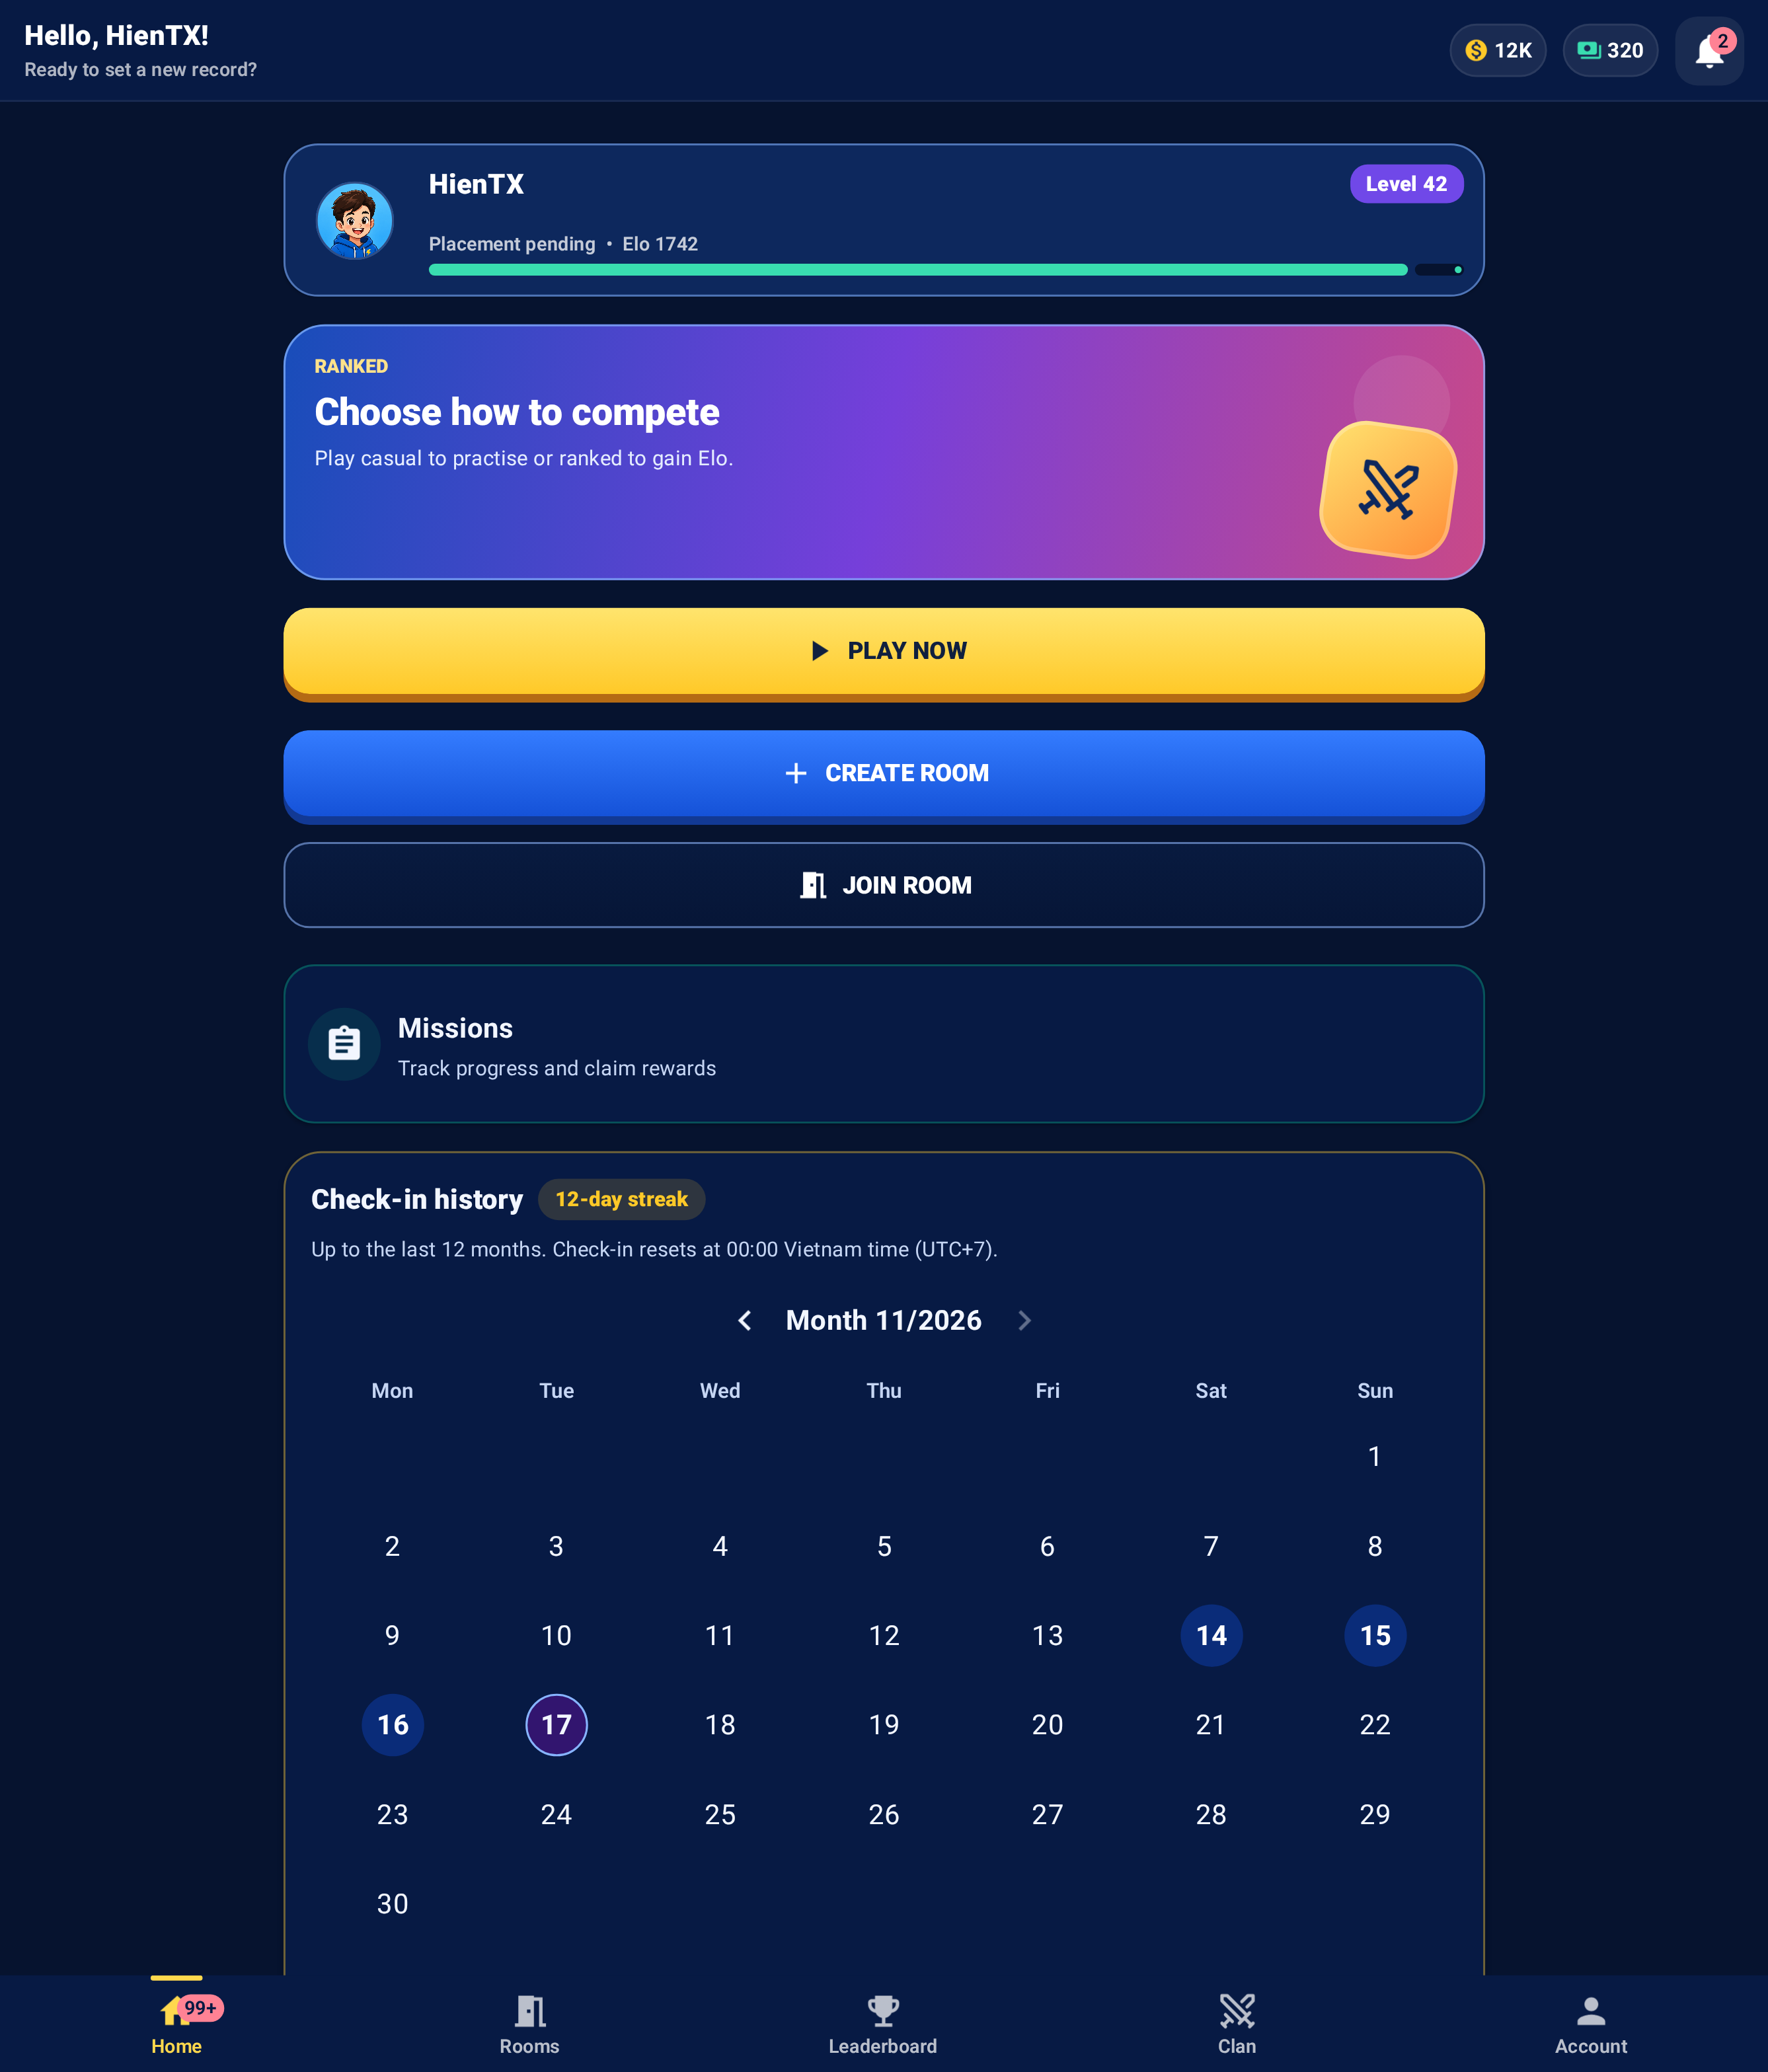 Hello, HienTX!
Ready to set a new record?
12K
320
2
HienTX
Level 42
Placement pending • Elo 1742
RANKED
Choose how to compete
Play casual to practise or ranked to gain Elo.
PLAY NOW
CREATE ROOM
JOIN ROOM
Missions
Track progress and claim rewards
Check-in history
12-day streak
Up to the last 12 months. Check-in resets at 00:00 Vietnam time (UTC+7).
Month 11/2026
Mon Tue Wed Thu Fri Sat Sun
1
2 3 4 5 6 7 8
9 10 11 12 13 14 15
16 17 18 19 20 21 22
23 24 25 26 27 28 29
30
99+
Home Rooms Leaderboard Clan Account